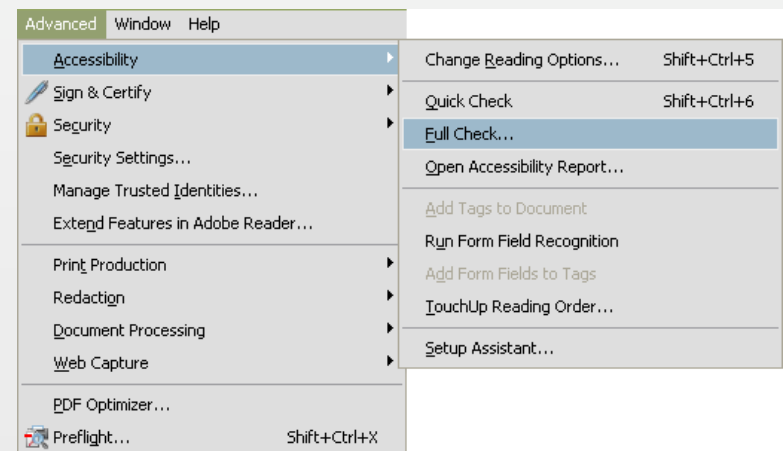 Advanced Window Help
Accessibility
Sign & Certify
Security
Security Settings...
Manage Trusted Identities...
Extend Features in Adobe Reader...
Print Production
Redaction
Document Processing
Web Capture
PDF Optimizer...
Preflight... Shift+Ctrl+X
Change Reading Options... Shift+Ctrl+5
Quick Check Shift+Ctrl+6
Full Check...
Open Accessibility Report...
Add Tags to Document
Run Form Field Recognition
Add Form Fields to Tags
TouchUp Reading Order...
Setup Assistant...